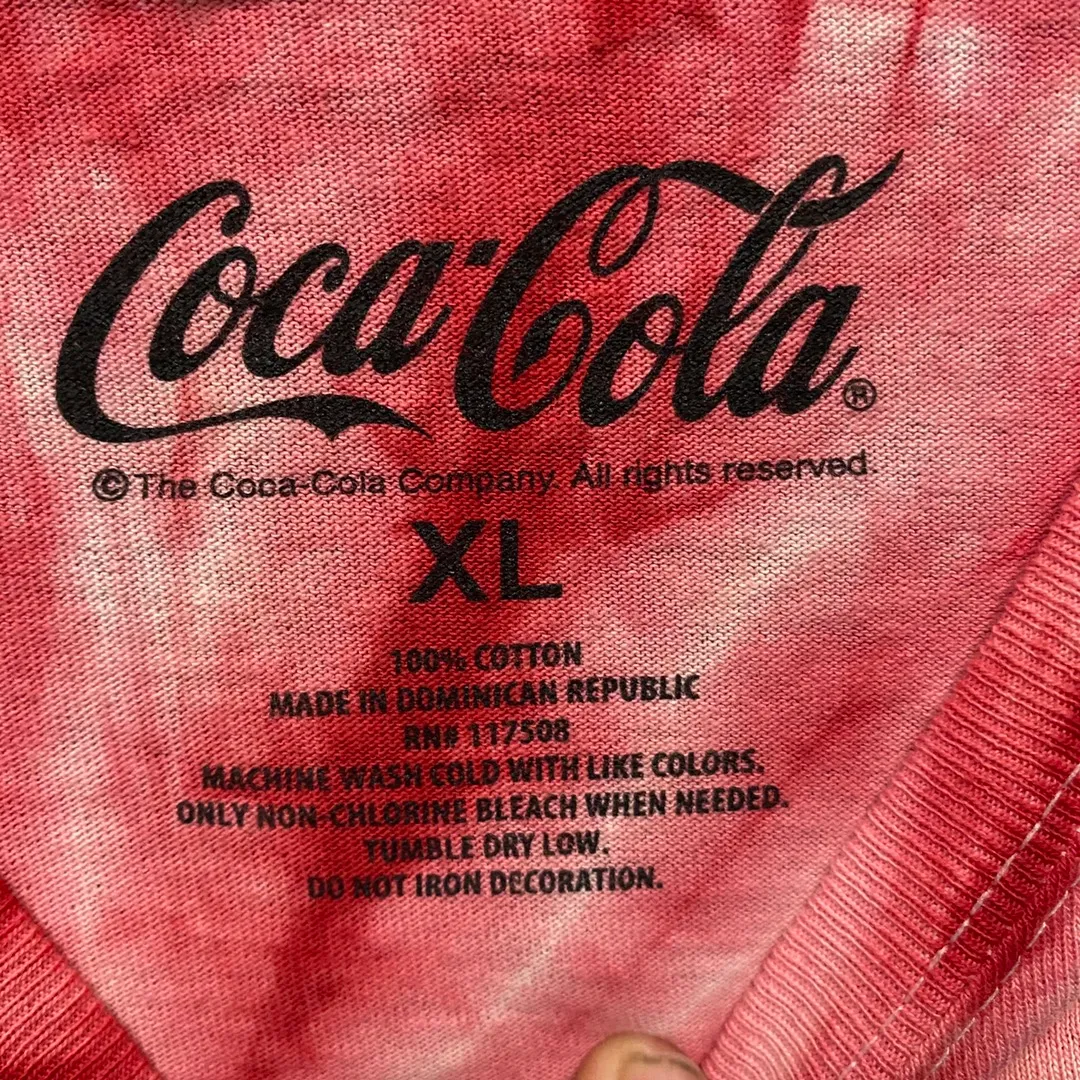 Coca-Cola®
©The Coca-Cola Company. All rights reserved.
XL
100% COTTON
MADE IN DOMINICAN REPUBLIC
RN# 117508
MACHINE WASH COLD WITH LIKE COLORS.
ONLY NON-CHLORINE BLEACH WHEN NEEDED.
TUMBLE DRY LOW.
DO NOT IRON DECORATION.